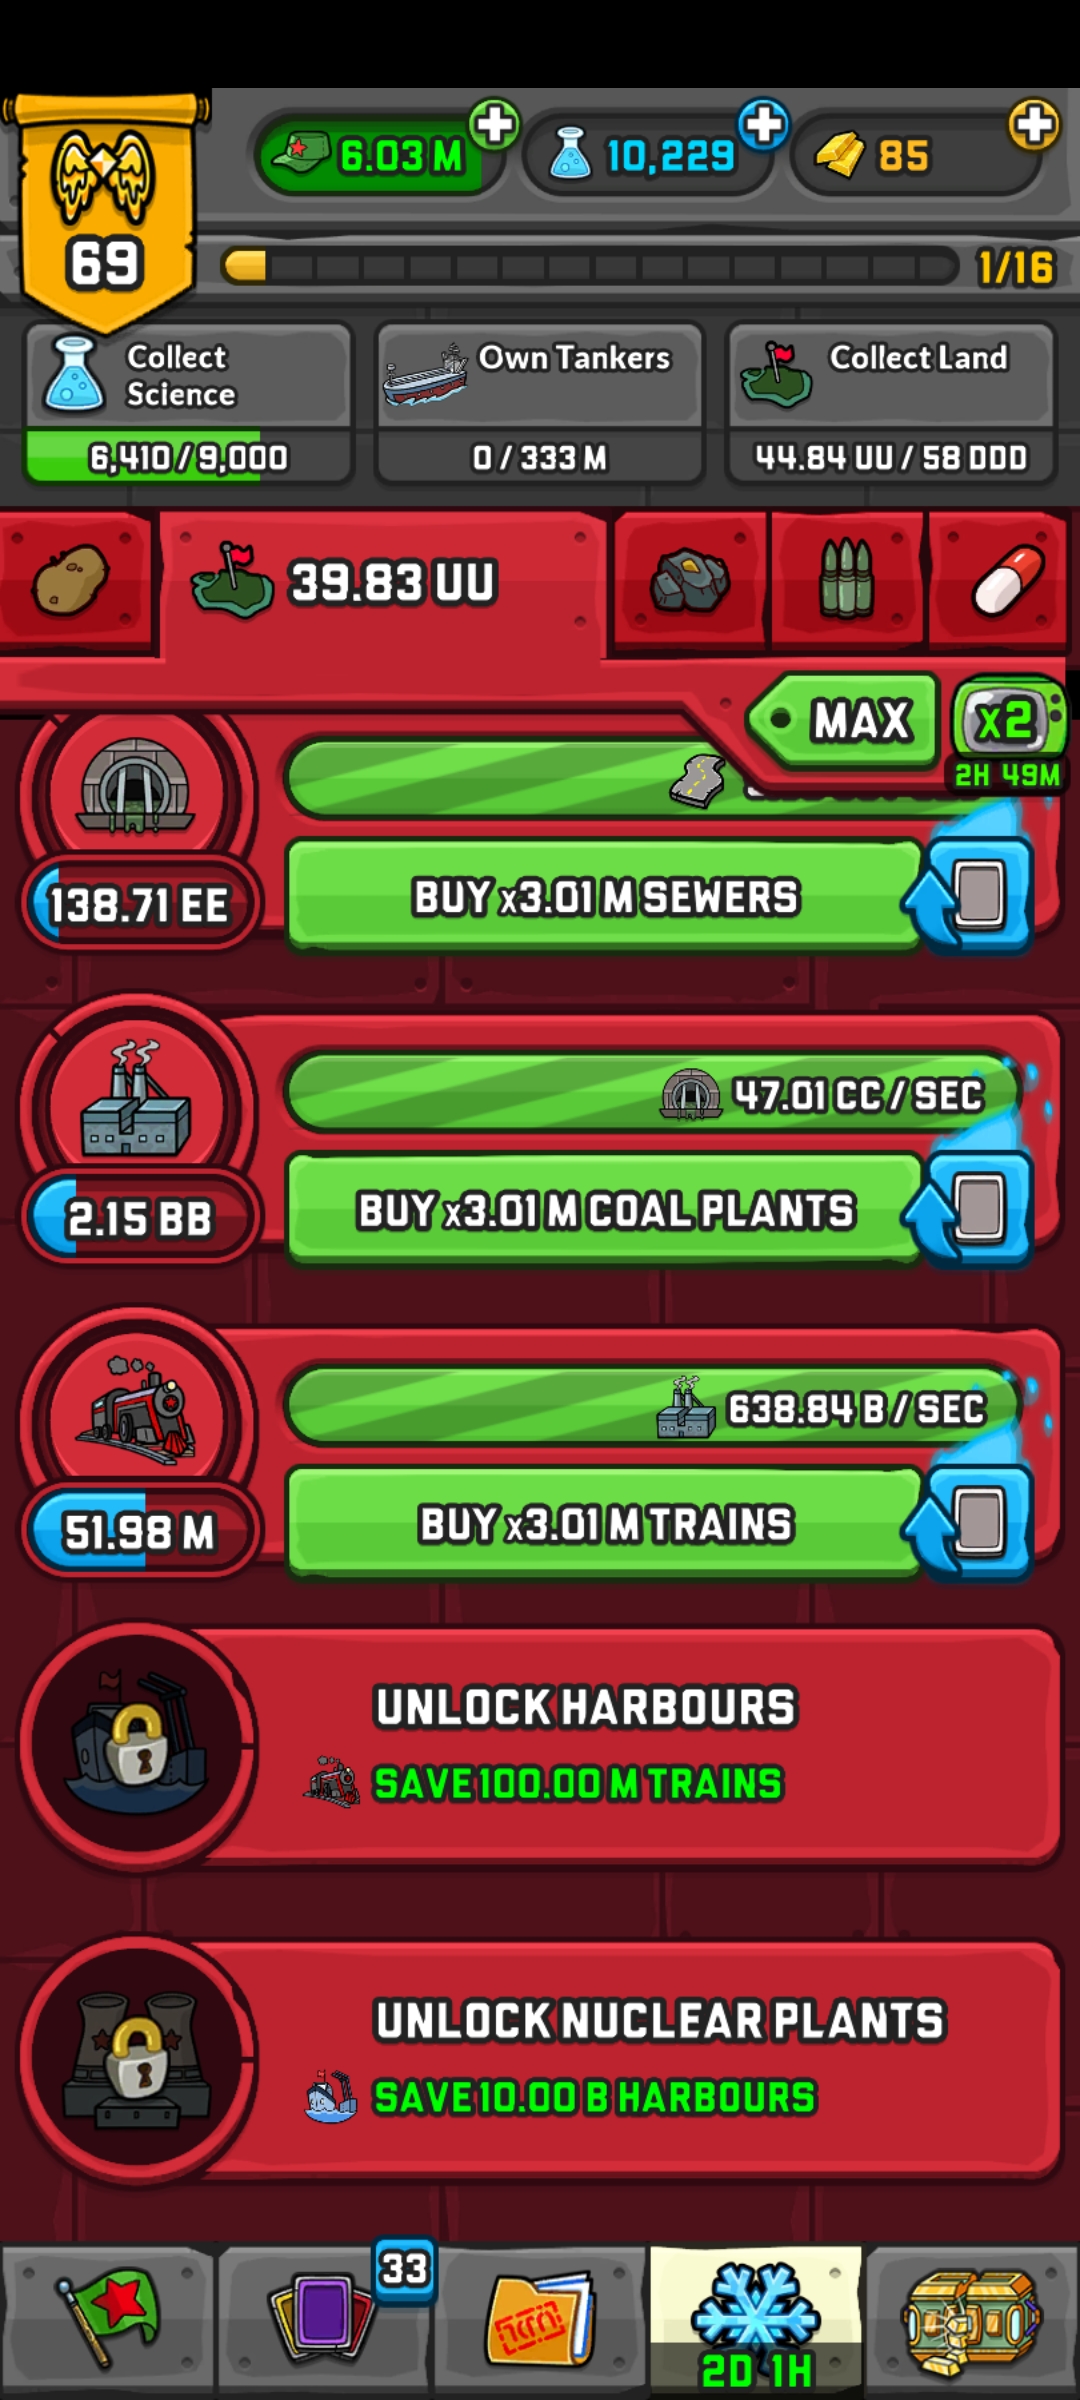 69
6.03 M
10,229
85
1/16
Collect
Science
6,410 / 9,000
Own Tankers
0 / 333 M
Collect Land
44.84 UU / 58 DDD
39.83 UU
MAX
x2
2H 49M
138.71 EE
BUY x3.01 M SEWERS
47.01 CC / SEC
2.15 BB
BUY x3.01 M COAL PLANTS
638.84 B / SEC
51.98 M
BUY x3.01 M TRAINS
UNLOCK HARBOURS
SAVE 100.00 M TRAINS
UNLOCK NUCLEAR PLANTS
SAVE 10.00 B HARBOURS
33
2D 1H